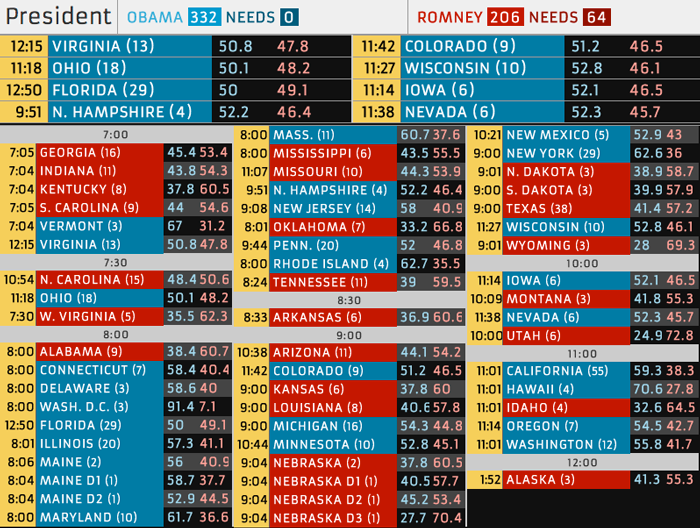 President OBAMA 332 NEEDS 0 ROMNEY 206 NEEDS 64
12:15 VIRGINIA (13) 50.8 47.8
11:18 OHIO (18) 50.1 48.2
12:50 FLORIDA (29) 50 49.1
9:51 N. HAMPSHIRE (4) 52.2 46.4
11:42 COLORADO (9) 51.2 46.5
11:27 WISCONSIN (10) 52.8 46.1
11:14 IOWA (6) 52.1 46.5
11:38 NEVADA (6) 52.3 45.7
7:00
7:05 GEORGIA (16) 45.4 53.4
7:04 INDIANA (11) 43.8 54.3
7:04 KENTUCKY (8) 37.8 60.5
7:05 S. CAROLINA (9) 44 54.6
7:04 VERMONT (3) 67 31.2
12:15 VIRGINIA (13) 50.8 47.8
7:30
10:54 N. CAROLINA (15) 48.4 50.6
11:18 OHIO (18) 50.1 48.2
7:30 W. VIRGINIA (5) 35.5 62.3
8:00
8:00 ALABAMA (9) 38.4 60.7
8:00 CONNECTICUT (7) 58.4 40.4
8:00 DELAWARE (3) 58.6 40
8:00 WASH. D.C. (3) 91.4 7.1
12:50 FLORIDA (29) 50 49.1
8:01 ILLINOIS (20) 57.3 41.1
8:06 MAINE (2) 56 40.9
8:04 MAINE D1 (1) 58.7 37.7
8:04 MAINE D2 (1) 52.9 44.5
8:00 MARYLAND (10) 61.7 36.6
8:00 MASS. (11) 60.7 37.6
8:00 MISSISSIPPI (6) 43.5 55.5
11:07 MISSOURI (10) 44.3 53.9
9:51 N. HAMPSHIRE (4) 52.2 46.4
9:08 NEW JERSEY (14) 58 40.9
8:01 OKLAHOMA (7) 33.2 66.8
9:44 PENN. (20) 52 46.8
8:00 RHODE ISLAND (4) 62.7 35.5
8:24 TENNESSEE (11) 39 59.5
8:30
8:33 ARKANSAS (6) 36.9 60.6
9:00
10:38 ARIZONA (11) 44.1 54.2
11:42 COLORADO (9) 51.2 46.5
9:00 KANSAS (6) 37.8 60
9:00 LOUISIANA (8) 40.6 57.8
9:00 MICHIGAN (16) 54.3 44.8
10:44 MINNESOTA (10) 52.8 45.1
9:04 NEBRASKA (2) 37.8 60.5
9:04 NEBRASKA D1 (1) 40.5 57.7
9:04 NEBRASKA D2 (1) 45.2 53.4
9:04 NEBRASKA D3 (1) 27.7 70.4
10:21 NEW MEXICO (5) 52.9 43
9:00 NEW YORK (29) 62.6 36
9:01 N. DAKOTA (3) 38.9 58.7
9:00 S. DAKOTA (3) 39.9 57.9
9:00 TEXAS (38) 41.4 57.2
11:27 WISCONSIN (10) 52.8 46.1
9:01 WYOMING (3) 28 69.3
10:00
11:14 IOWA (6) 52.1 46.5
10:09 MONTANA (3) 41.8 55.3
11:38 NEVADA (6) 52.3 45.7
10:00 UTAH (6) 24.9 72.8
11:00
11:01 CALIFORNIA (55) 59.3 38.3
11:01 HAWAII (4) 70.6 27.8
11:01 IDAHO (4) 32.6 64.5
11:14 OREGON (7) 54.5 42.7
11:01 WASHINGTON (12) 55.8 41.7
12:00
1:52 ALASKA (3) 41.3 55.3